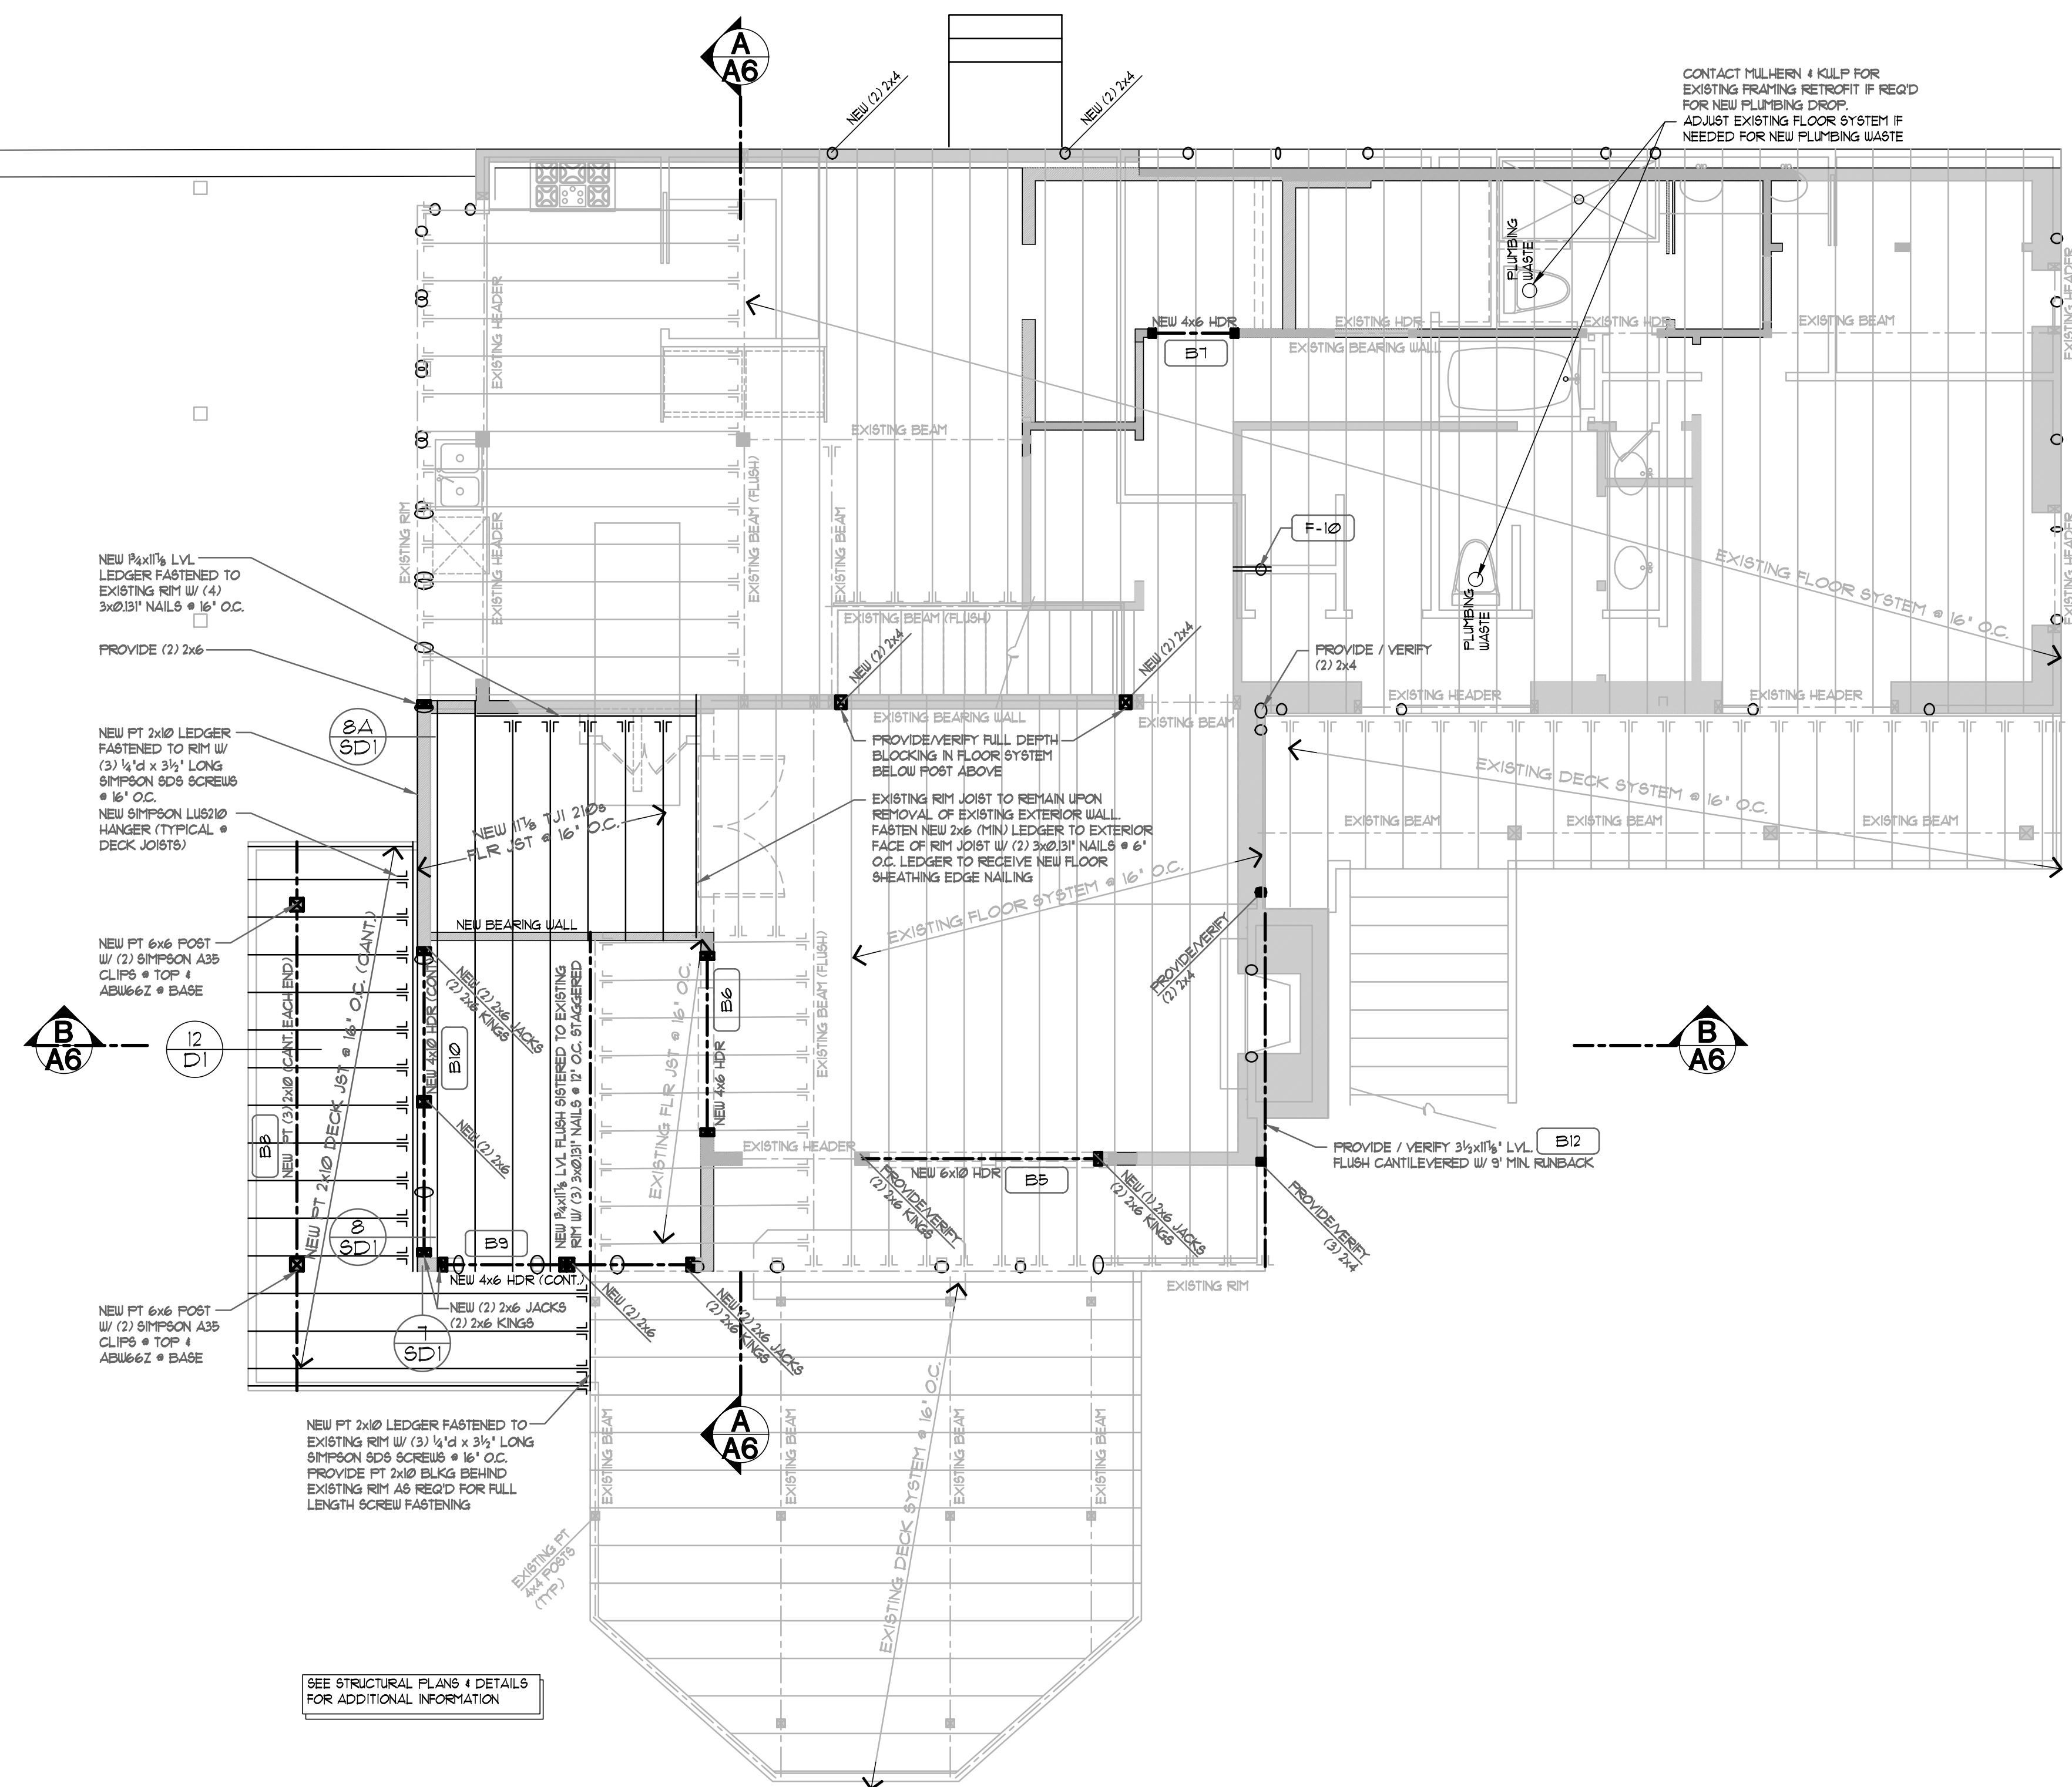 A
A6
NEW (2) 2x4
NEW (2) 2x4
CONTACT MULHERN & KULP FOR
EXISTING FRAMING RETROFIT IF REQ'D
FOR NEW PLUMBING DROP.
ADJUST EXISTING FLOOR SYSTEM IF
NEEDED FOR NEW PLUMBING WASTE
PLUMBING
WASTE
EXISTING HEADER
EXISTING HEADER
NEW 4x6 HDR
B7
EXISTING HDR
EXISTING HDR
EXISTING BEAM
EXISTING BEARING WALL
EXISTING BEAM
EXISTING BEAM (FLUSH)
EXISTING BEAM
EXISTING RIM
EXISTING HEADER
EXISTING HEADER
F-10
EXISTING FLOOR SYSTEM @ 16" O.C.
NEW 1¾x11⅞ LVL
LEDGER FASTENED TO
EXISTING RIM W/ (4)
3x0.131" NAILS @ 16" O.C.
EXISTING BEAM (FLUSH)
NEW (2) 2x4
NEW (2) 2x4
PLUMBING
WASTE
PROVIDE (2) 2x6
PROVIDE / VERIFY
(2) 2x4
EXISTING HEADER
EXISTING HEADER
EXISTING BEARING WALL
EXISTING BEAM
NEW PT 2x10 LEDGER
FASTENED TO RIM W/
(3) ¼"d x 3½" LONG
SIMPSON SDS SCREWS
@ 16" O.C.
NEW SIMPSON LUS210
HANGER (TYPICAL @
DECK JOISTS)
8A
SD1
PROVIDE/VERIFY FULL DEPTH
BLOCKING IN FLOOR SYSTEM
BELOW POST ABOVE
EXISTING RIM JOIST TO REMAIN UPON
REMOVAL OF EXISTING EXTERIOR WALL.
FASTEN NEW 2x6 (MIN) LEDGER TO EXTERIOR
FACE OF RIM JOIST W/ (2) 3x0.131" NAILS @ 6"
O.C. LEDGER TO RECEIVE NEW FLOOR
SHEATHING EDGE NAILING
EXISTING DECK SYSTEM @ 16" O.C.
EXISTING BEAM
EXISTING BEAM
EXISTING BEAM
NEW 11⅞ TJI 210s
FLR JST @ 16" O.C.
EXISTING FLOOR SYSTEM @ 16" O.C.
NEW BEARING WALL
NEW PT 6x6 POST
W/ (2) SIMPSON A35
CLIPS @ TOP &
ABW66Z @ BASE
NEW PT (3) 2x10 (CANT. EACH END)
B8
NEW PT 2x10 DECK JST @ 16" O.C. (CANT.)
NEW 4x10 HDR (CONT.)
B10
NEW (2) 2x6 JACKS
(2) 2x6 KINGS
NEW (2) 2x6
NEW 1¾x11⅞ LVL FLUSH SISTERED TO EXISTING
RIM W/ (3) 3x0.131" NAILS @ 12" O.C. STAGGERED
EXISTING FLR JST @ 16" O.C.
B6
NEW 4x6 HDR
EXISTING BEAM (FLUSH)
PROVIDE/VERIFY
(2) 2x4
B
A6
12
D1
B
A6
EXISTING HEADER
NEW 6x10 HDR
B5
PROVIDE / VERIFY 3½x11⅞" LVL.
B12
FLUSH CANTILEVERED W/ 9' MIN. RUNBACK
PROVIDE/VERIFY
(2) 2x6 KINGS
NEW (1) 2x6 JACKS
(2) 2x6 KINGS
PROVIDE/VERIFY
(3) 2x4
8
SD1
B9
NEW 4x6 HDR (CONT.)
NEW PT 6x6 POST
W/ (2) SIMPSON A35
CLIPS @ TOP &
ABW66Z @ BASE
NEW (2) 2x6 JACKS
(2) 2x6 KINGS
7
SD1
NEW (2) 2x6
NEW (2) 2x6 JACKS
(2) 2x6 KINGS
EXISTING RIM
NEW PT 2x10 LEDGER FASTENED TO
EXISTING RIM W/ (3) ¼"d x 3½" LONG
SIMPSON SDS SCREWS @ 16" O.C.
PROVIDE PT 2x10 BLKG BEHIND
EXISTING RIM AS REQ'D FOR FULL
LENGTH SCREW FASTENING
A
A6
EXISTING BEAM
EXISTING BEAM
EXISTING BEAM
EXISTING BEAM
EXISTING PT
4x4 POSTS
(TYP.)
EXISTING DECK SYSTEM @ 16" O.C.
SEE STRUCTURAL PLANS & DETAILS
FOR ADDITIONAL INFORMATION